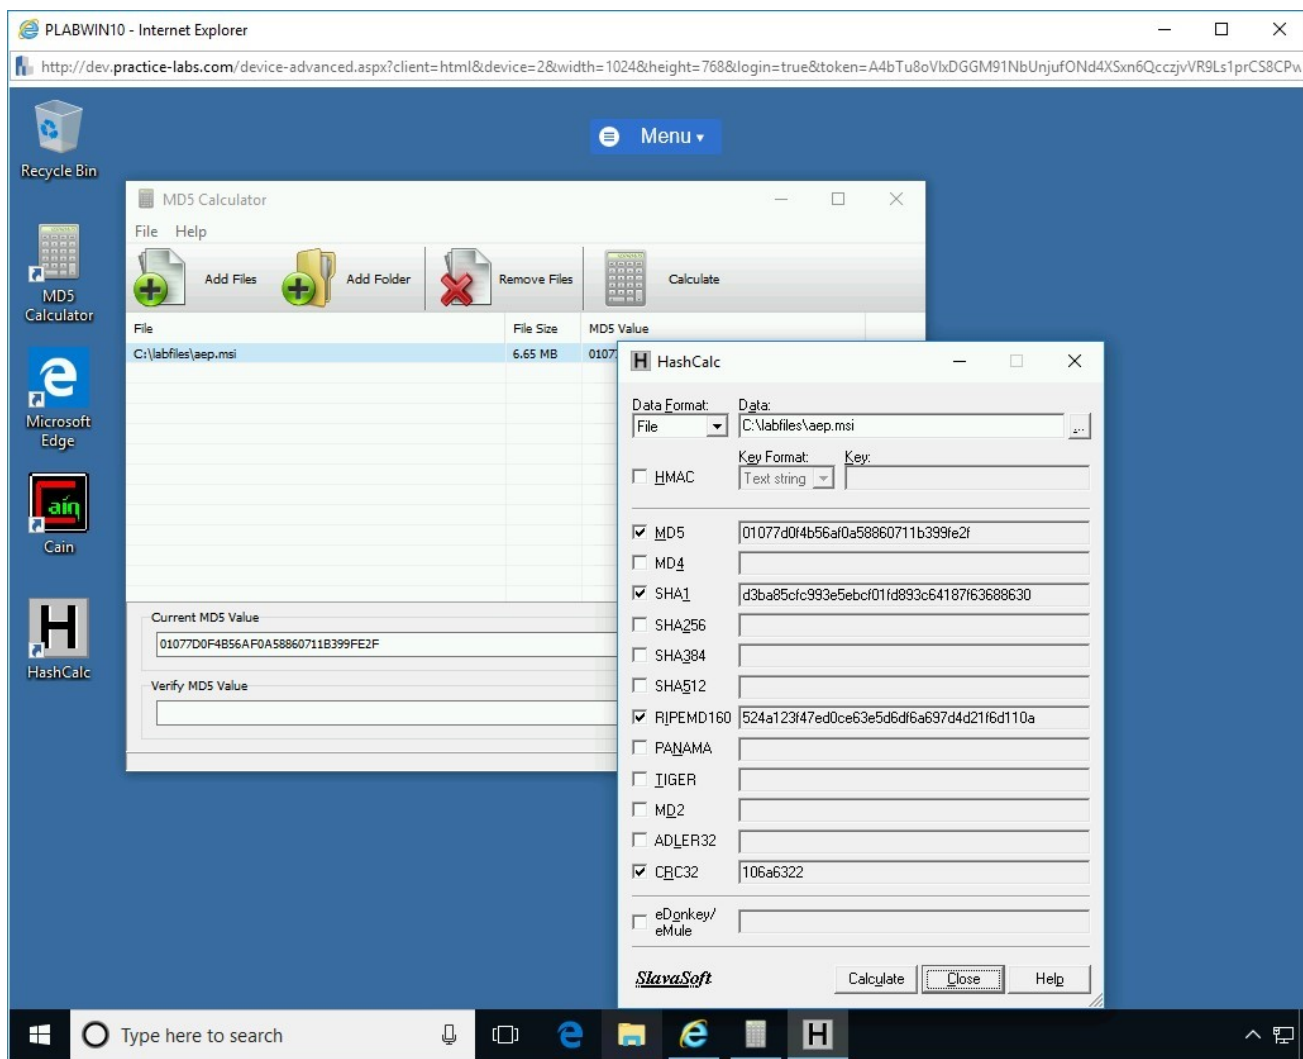 PLABWIN10 - Internet Explorer
http://dev.practice-labs.com/device-advanced.aspx?client=html&device=2&width=1024&height=768&login=true&token=A4bTu8oVlxDGGM91NbUnjufONd4XSxn6QcczjvVR9Ls1prCS8CPw
Recycle Bin
Menu
MD5 Calculator
File Help
Add Files Add Folder Remove Files Calculate
File File Size MD5 Value
C:\labfiles\aep.msi 6.65 MB 0107
MD5
Calculator
Microsoft
Edge
Cain
Cain
H
HashCalc
Current MD5 Value
01077D0F4B56AF0A58860711B399FE2F
Verify MD5 Value
H HashCalc
Data Format: Data:
File C:\labfiles\aep.msi ...
Key Format: Key:
HMAC Text string
MD5 01077d0f4b56af0a58860711b399fe2f
MD4
SHA1 d3ba85cfc993e5ebcf01fd893c64187f63688630
SHA256
SHA384
SHA512
RIPEMD160 524a123f47ed0ce63e5d6df6a697d4d21f6d110a
PANAMA
TIGER
MD2
ADLER32
CRC32 106a6322
eDonkey/
eMule
SlavaSoft Calculate Close Help
Type here to search
H